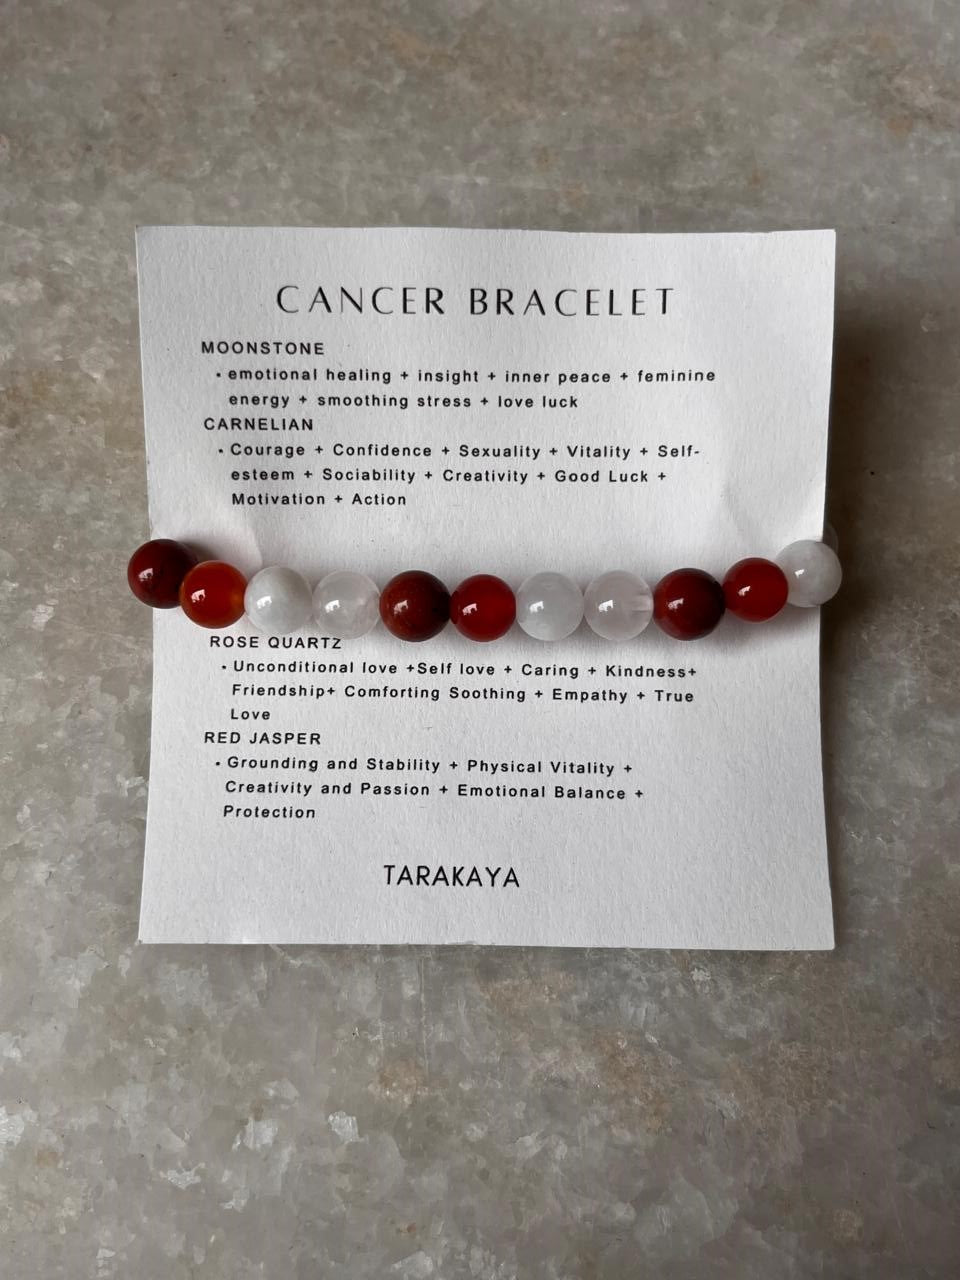 CANCER BRACELET
MOONSTONE
• emotional healing + insight + inner peace + feminine
energy + smoothing stress + love luck
CARNELIAN
• Courage + Confidence + Sexuality + Vitality + Self-
esteem + Sociability + Creativity + Good Luck +
Motivation + Action
ROSE QUARTZ
• Unconditional love +Self love + Caring + Kindness+
Friendship+ Comforting Soothing + Empathy + True
Love
RED JASPER
• Grounding and Stability + Physical Vitality +
Creativity and Passion + Emotional Balance +
Protection
TARAKAYA